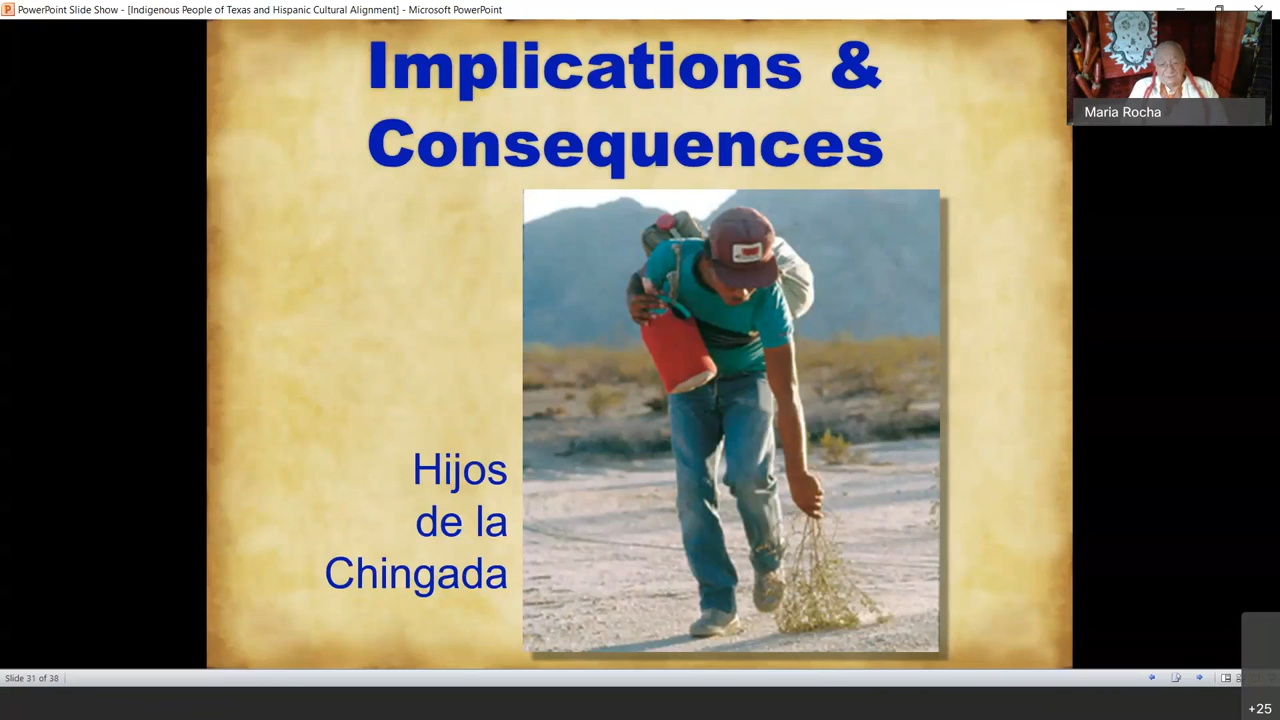 PowerPoint Slide Show - [Indigenous People of Texas and Hispanic Cultural Alignment] - Microsoft PowerPoint
Implications &
Consequences
Maria Rocha
Hijos
de la
Chingada
Slide 31 of 38
+25